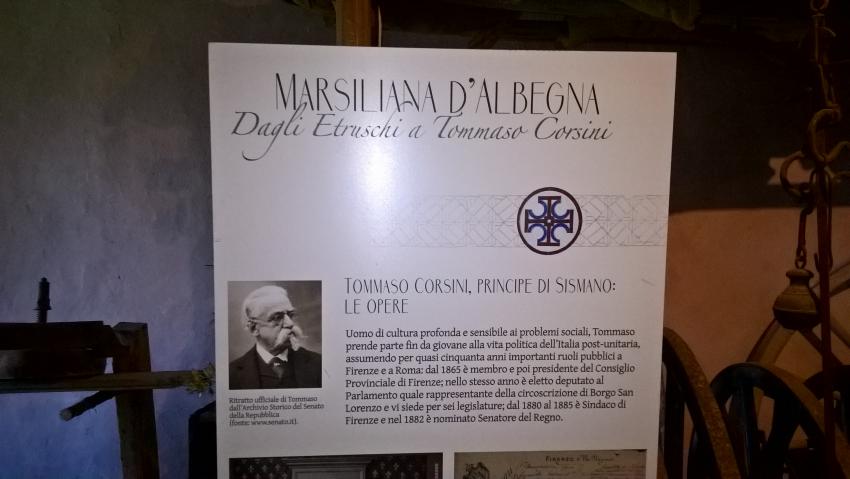 MARSILIANA D'ALBEGNA
Dagli Etruschi a Tommaso Corsini
TOMMASO CORSINI, PRINCIPE DI SISMANO:
LE OPERE
Uomo di cultura profonda e sensibile ai problemi sociali, Tommaso
prende parte fin da giovane alla vita politica dell'Italia post-unitaria,
assumendo per quasi cinquanta anni importanti ruoli pubblici a
Firenze e a Roma: dal 1865 è membro e poi presidente del Consiglio
Provinciale di Firenze; nello stesso anno è eletto deputato al
Parlamento quale rappresentante della circoscrizione di Borgo San
Lorenzo e vi siede per sei legislature; dal 1880 al 1885 è Sindaco di
Firenze e nel 1882 è nominato Senatore del Regno.
Ritratto ufficiale di Tommaso
dall'Archivio Storico del Senato
della Repubblica
(fonte: www.senato.it).
FIRENZE